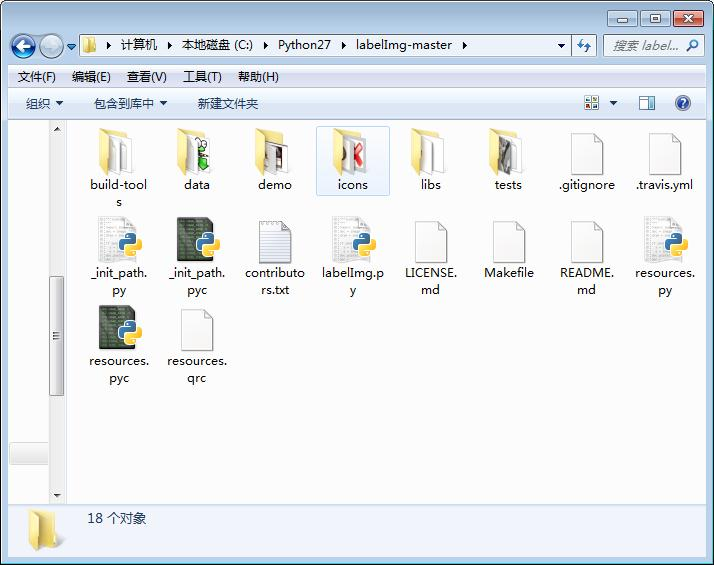 计算机 本地磁盘 (C:) Python27 labelImg-master
搜索 label...
文件(F) 编辑(E) 查看(V) 工具(T) 帮助(H)
组织 包含到库中 新建文件夹
build-tool
s
data
demo
icons
libs
tests
.gitignore
.travis.yml
_init_path.
py
_init_path.
pyc
contributo
rs.txt
labelImg.p
y
LICENSE.
md
Makefile
README.
md
resources.
py
resources.
pyc
resources.
qrc
18 个对象